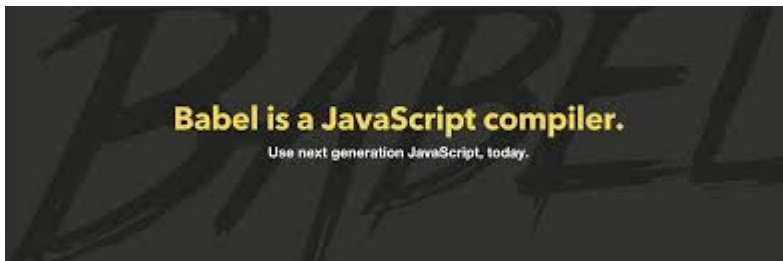 BABEL
Babel is a JavaScript compiler.
Use next generation JavaScript, today.